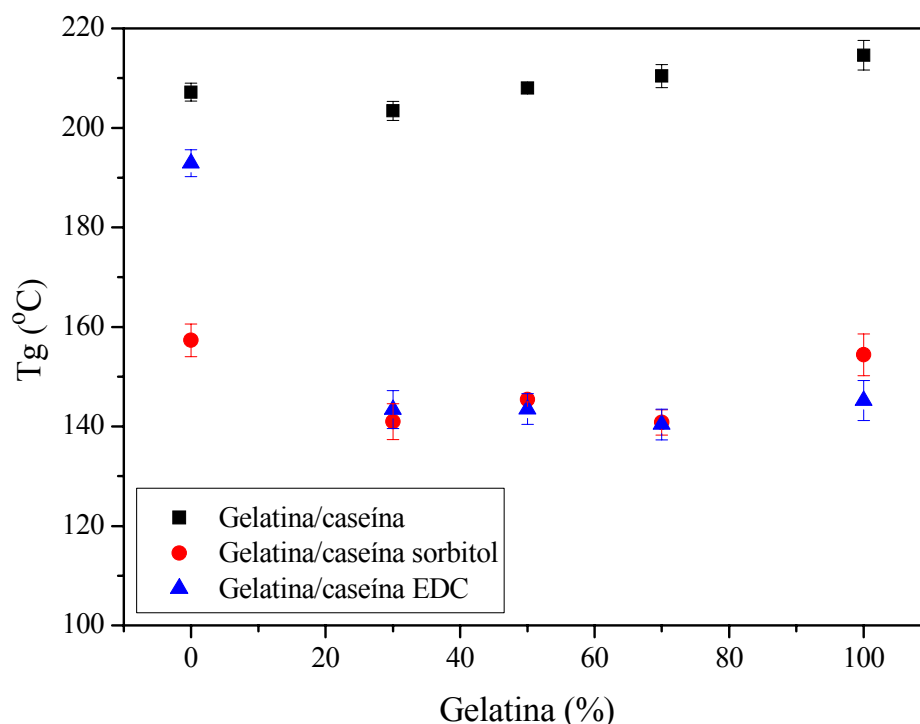 220
200
180
160
140
120
100
Tg (°C)
Gelatina/caseína
Gelatina/caseína sorbitol
Gelatina/caseína EDC
0 20 40 60 80 100
Gelatina (%)